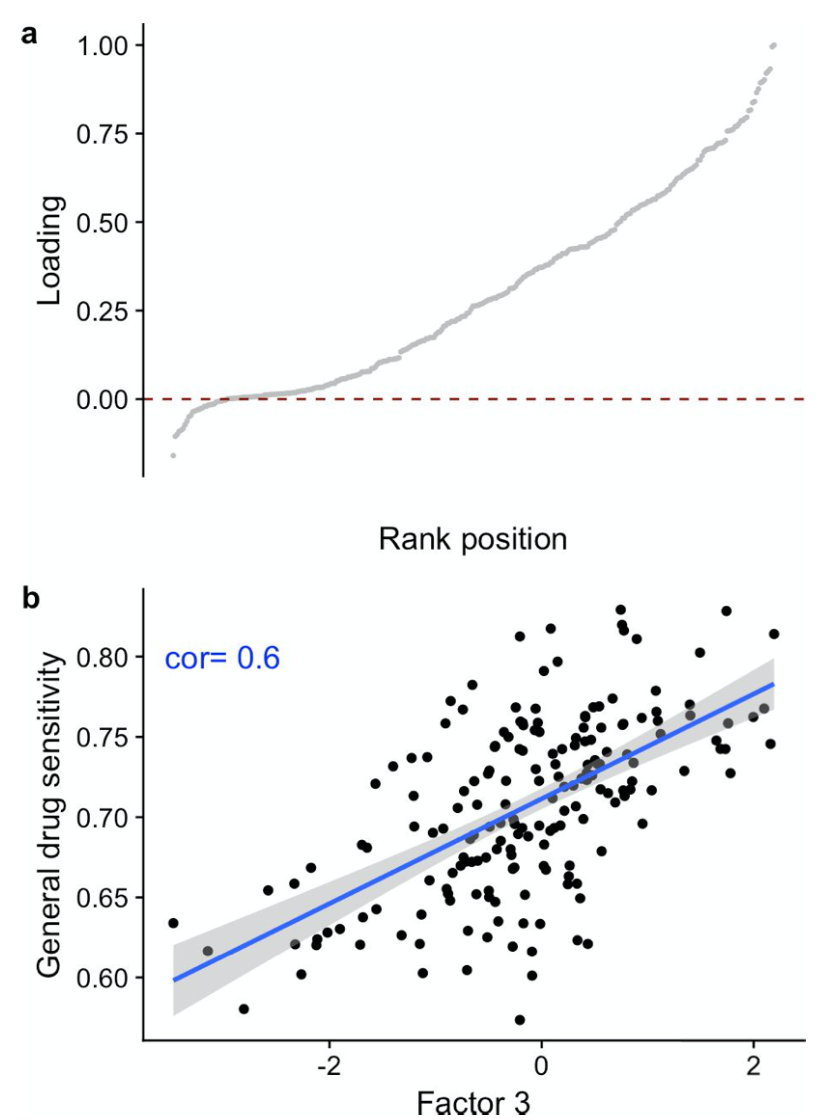 a
1.00
0.75
0.50
0.25
0.00
Loading
Rank position
b
cor= 0.6
0.80
0.75
0.70
0.65
0.60
General drug sensitivity
-2 0 2
Factor 3